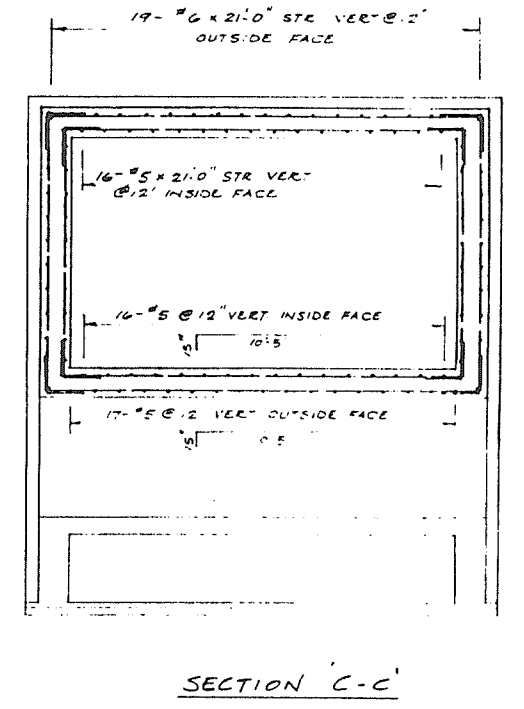 19- #6 x 21'-0" STR VERT @ 12"
OUTSIDE FACE
16- #5 x 21'-0" STR VERT
@ 12" INSIDE FACE
16- #5 @ 12" VERT INSIDE FACE
15"
10'-5
17- #5 @ 12 VERT OUTSIDE FACE
15"
SECTION 'C-C'